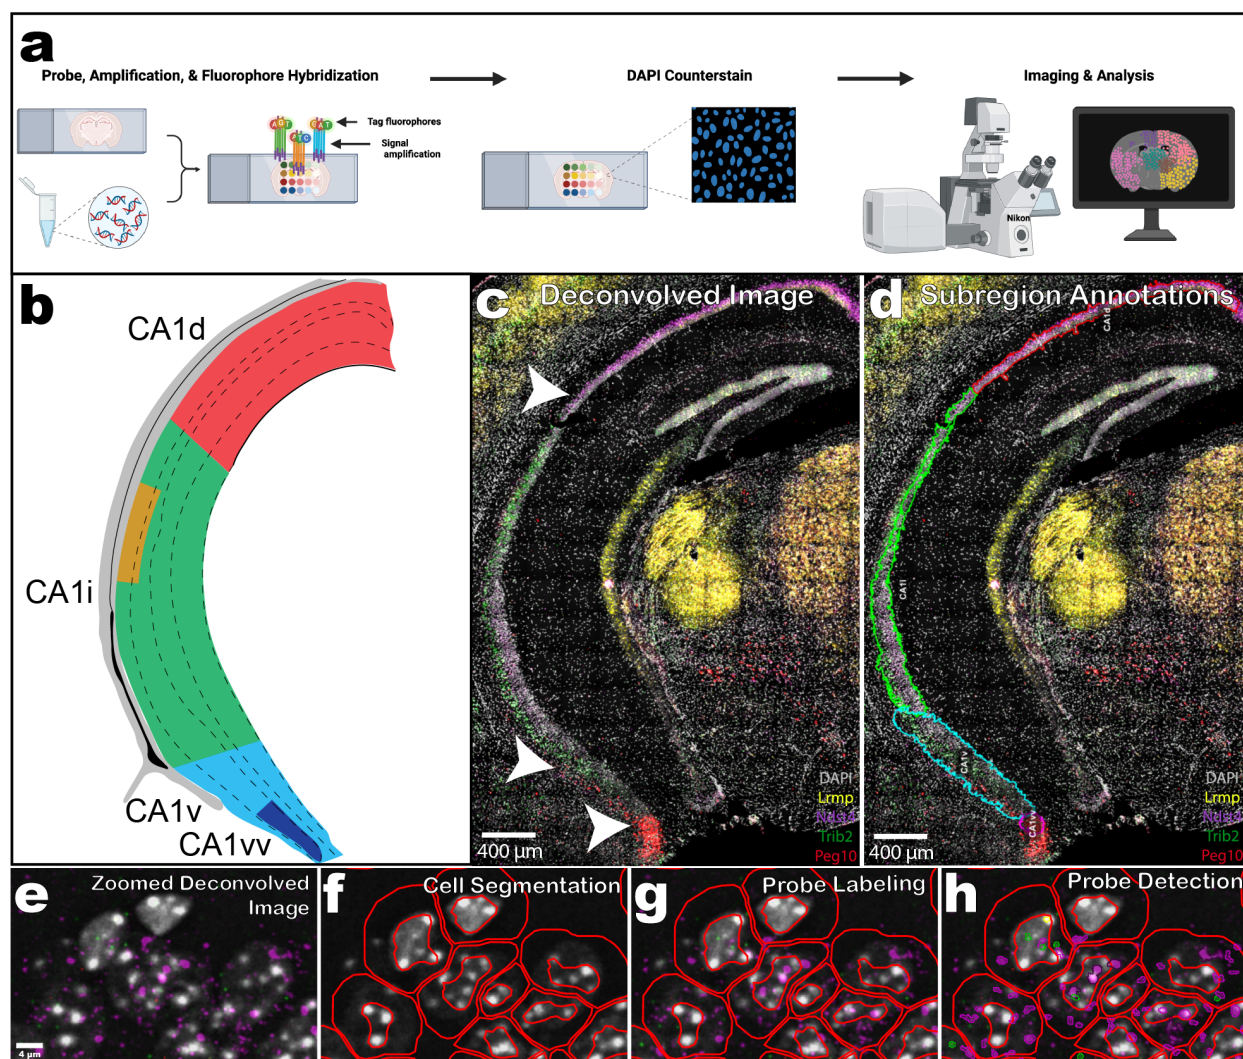 a
Probe, Amplification, & Fluorophore Hybridization
DAPI Counterstain
Imaging & Analysis
A G T
C A T
Tag fluorophores
Signal
amplification
Nikon
b
CA1d
CA1i
CA1v
CA1vv
c Deconvolved Image
DAPI
Lrmp
Ndst4
Trib2
Peg10
400 µm
d Subregion Annotations
CA1d
CA1i
CA1v
CA1vv
DAPI
Lrmp
Ndst4
Trib2
Peg10
400 µm
e Zoomed Deconvolved
Image
4 µm
f Cell Segmentation
g Probe Labeling
h Probe Detection